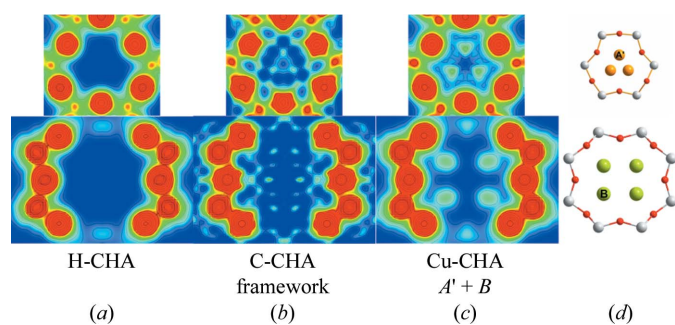 A'
B
H-CHA
C-CHA
framework
Cu-CHA
A' + B
(a)
(b)
(c)
(d)